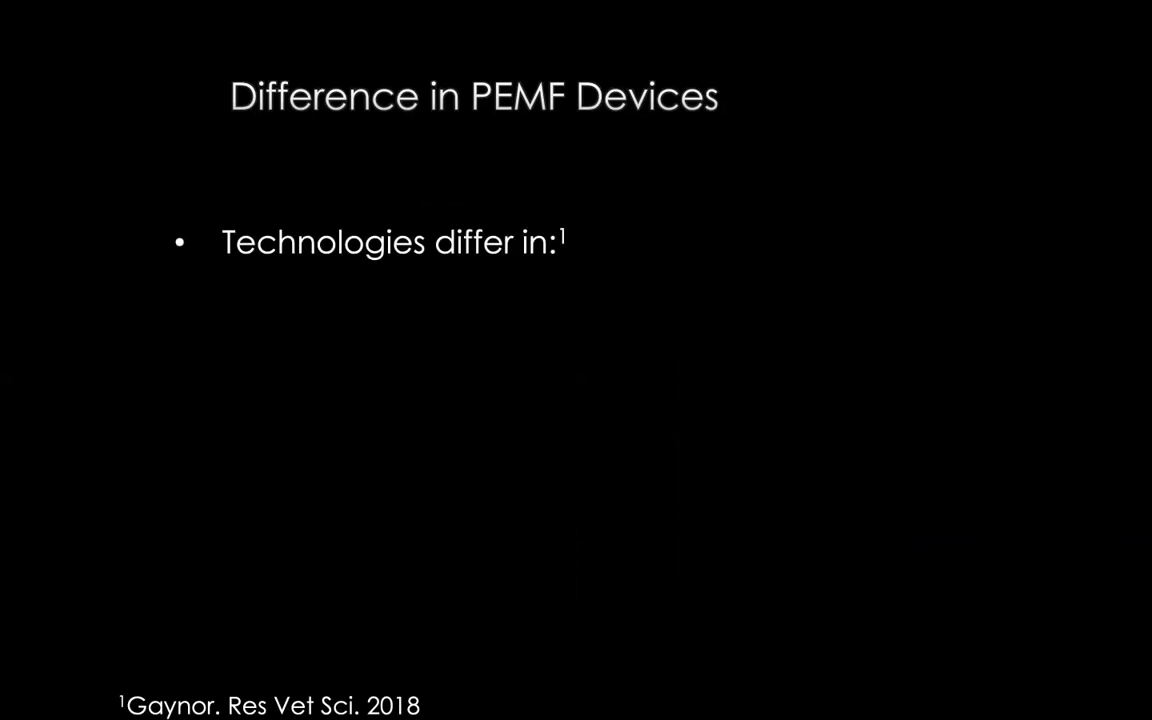 Difference in PEMF Devices
• Technologies differ in:¹
¹Gaynor. Res Vet Sci. 2018